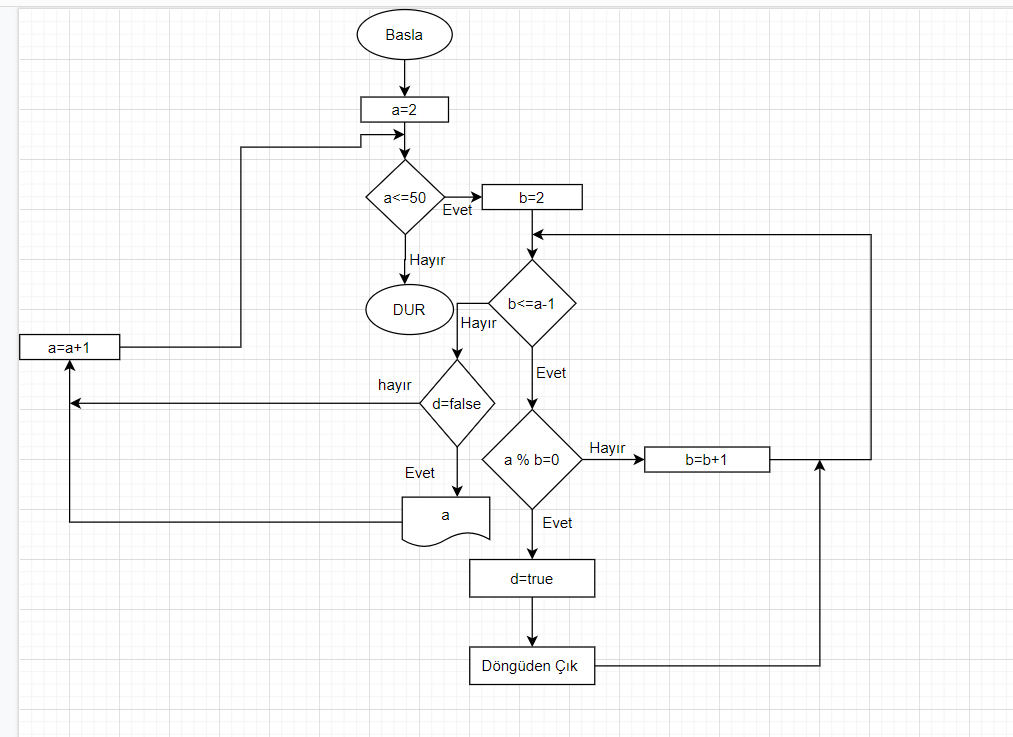 Basla
a=2
a<=50
Evet
b=2
Hayır
DUR
b<=a-1
Hayır
a=a+1
Evet
hayır
d=false
a % b=0
Hayır
b=b+1
Evet
a
Evet
d=true
Döngüden Çık